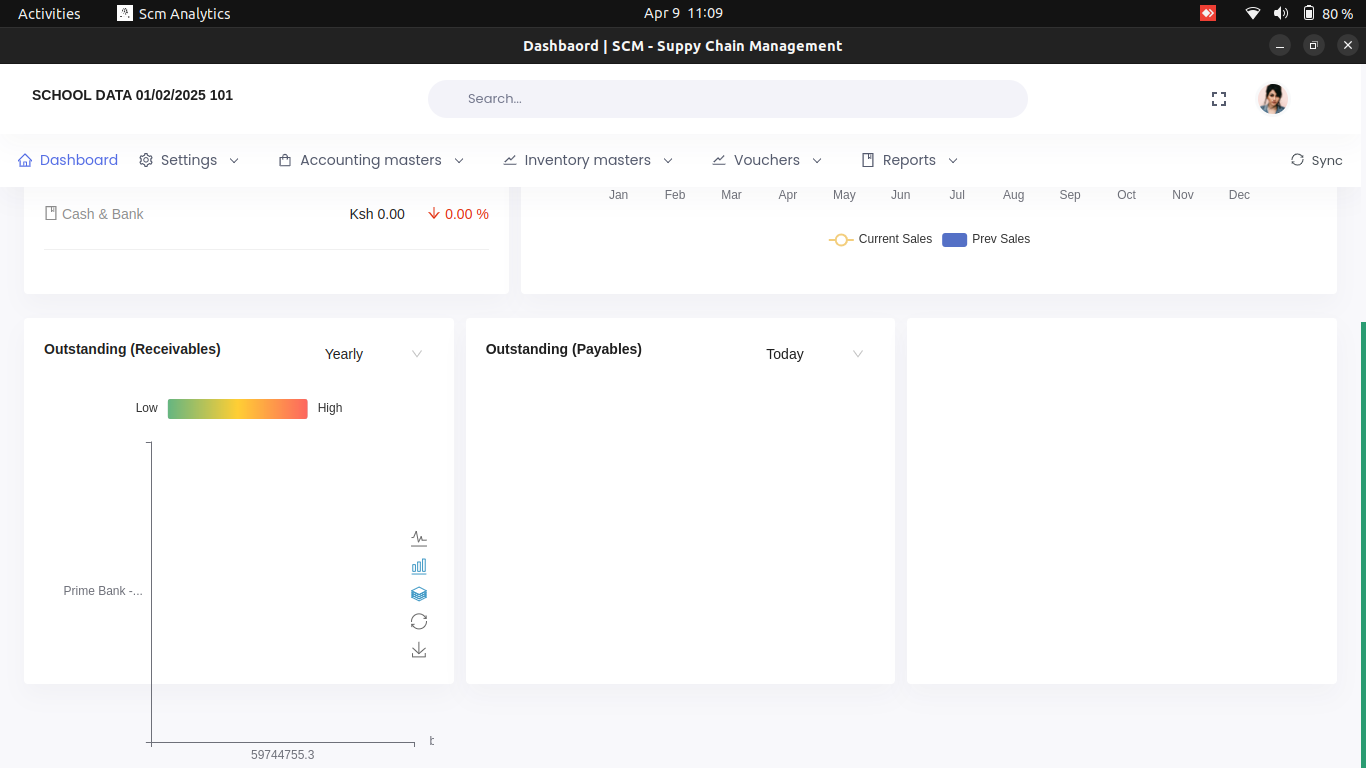 Activities Scm Analytics Apr 9 11:09 80 %
Dashbaord | SCM - Suppy Chain Management
SCHOOL DATA 01/02/2025 101 Search...
Dashboard Settings Accounting masters Inventory masters Vouchers Reports Sync
Jan Feb Mar Apr May Jun Jul Aug Sep Oct Nov Dec
Cash & Bank Ksh 0.00 0.00 %
Current Sales Prev Sales
Outstanding (Receivables) Yearly Outstanding (Payables) Today
Low High
Prime Bank -...
59744755.3